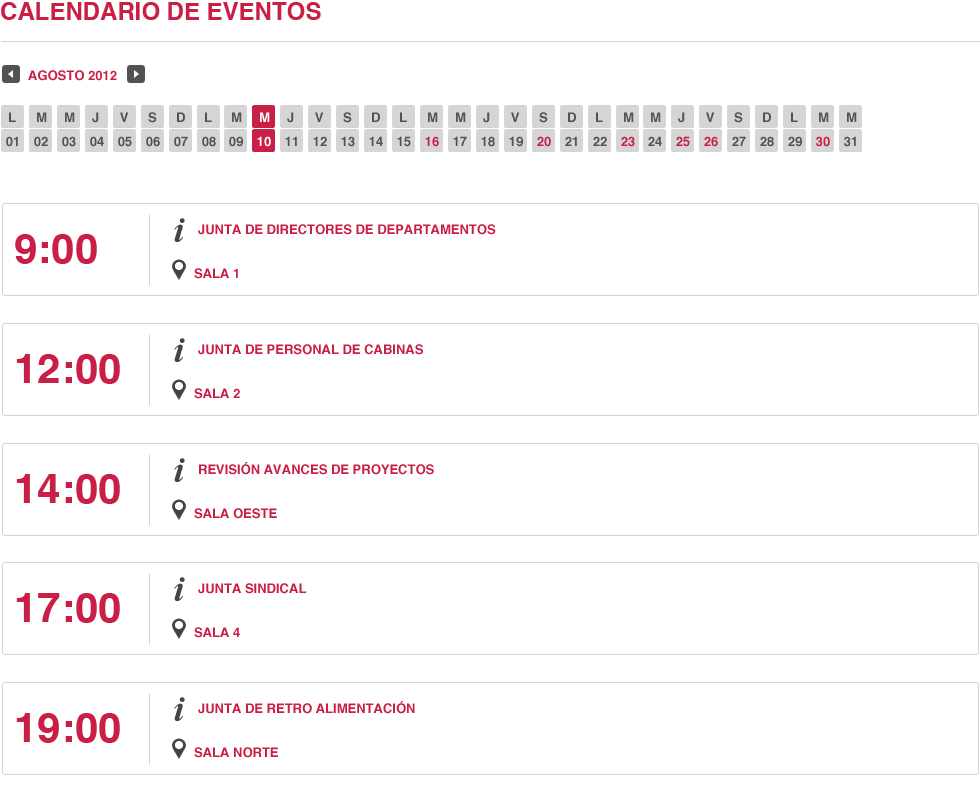 CALENDARIO DE EVENTOS
AGOSTO 2012
L M M J V S D L M M J V S D L M M J V S D L M M J V S D L M M
01 02 03 04 05 06 07 08 09 10 11 12 13 14 15 16 17 18 19 20 21 22 23 24 25 26 27 28 29 30 31
9:00
JUNTA DE DIRECTORES DE DEPARTAMENTOS
SALA 1
12:00
JUNTA DE PERSONAL DE CABINAS
SALA 2
14:00
REVISIÓN AVANCES DE PROYECTOS
SALA OESTE
17:00
JUNTA SINDICAL
SALA 4
19:00
JUNTA DE RETRO ALIMENTACIÓN
SALA NORTE